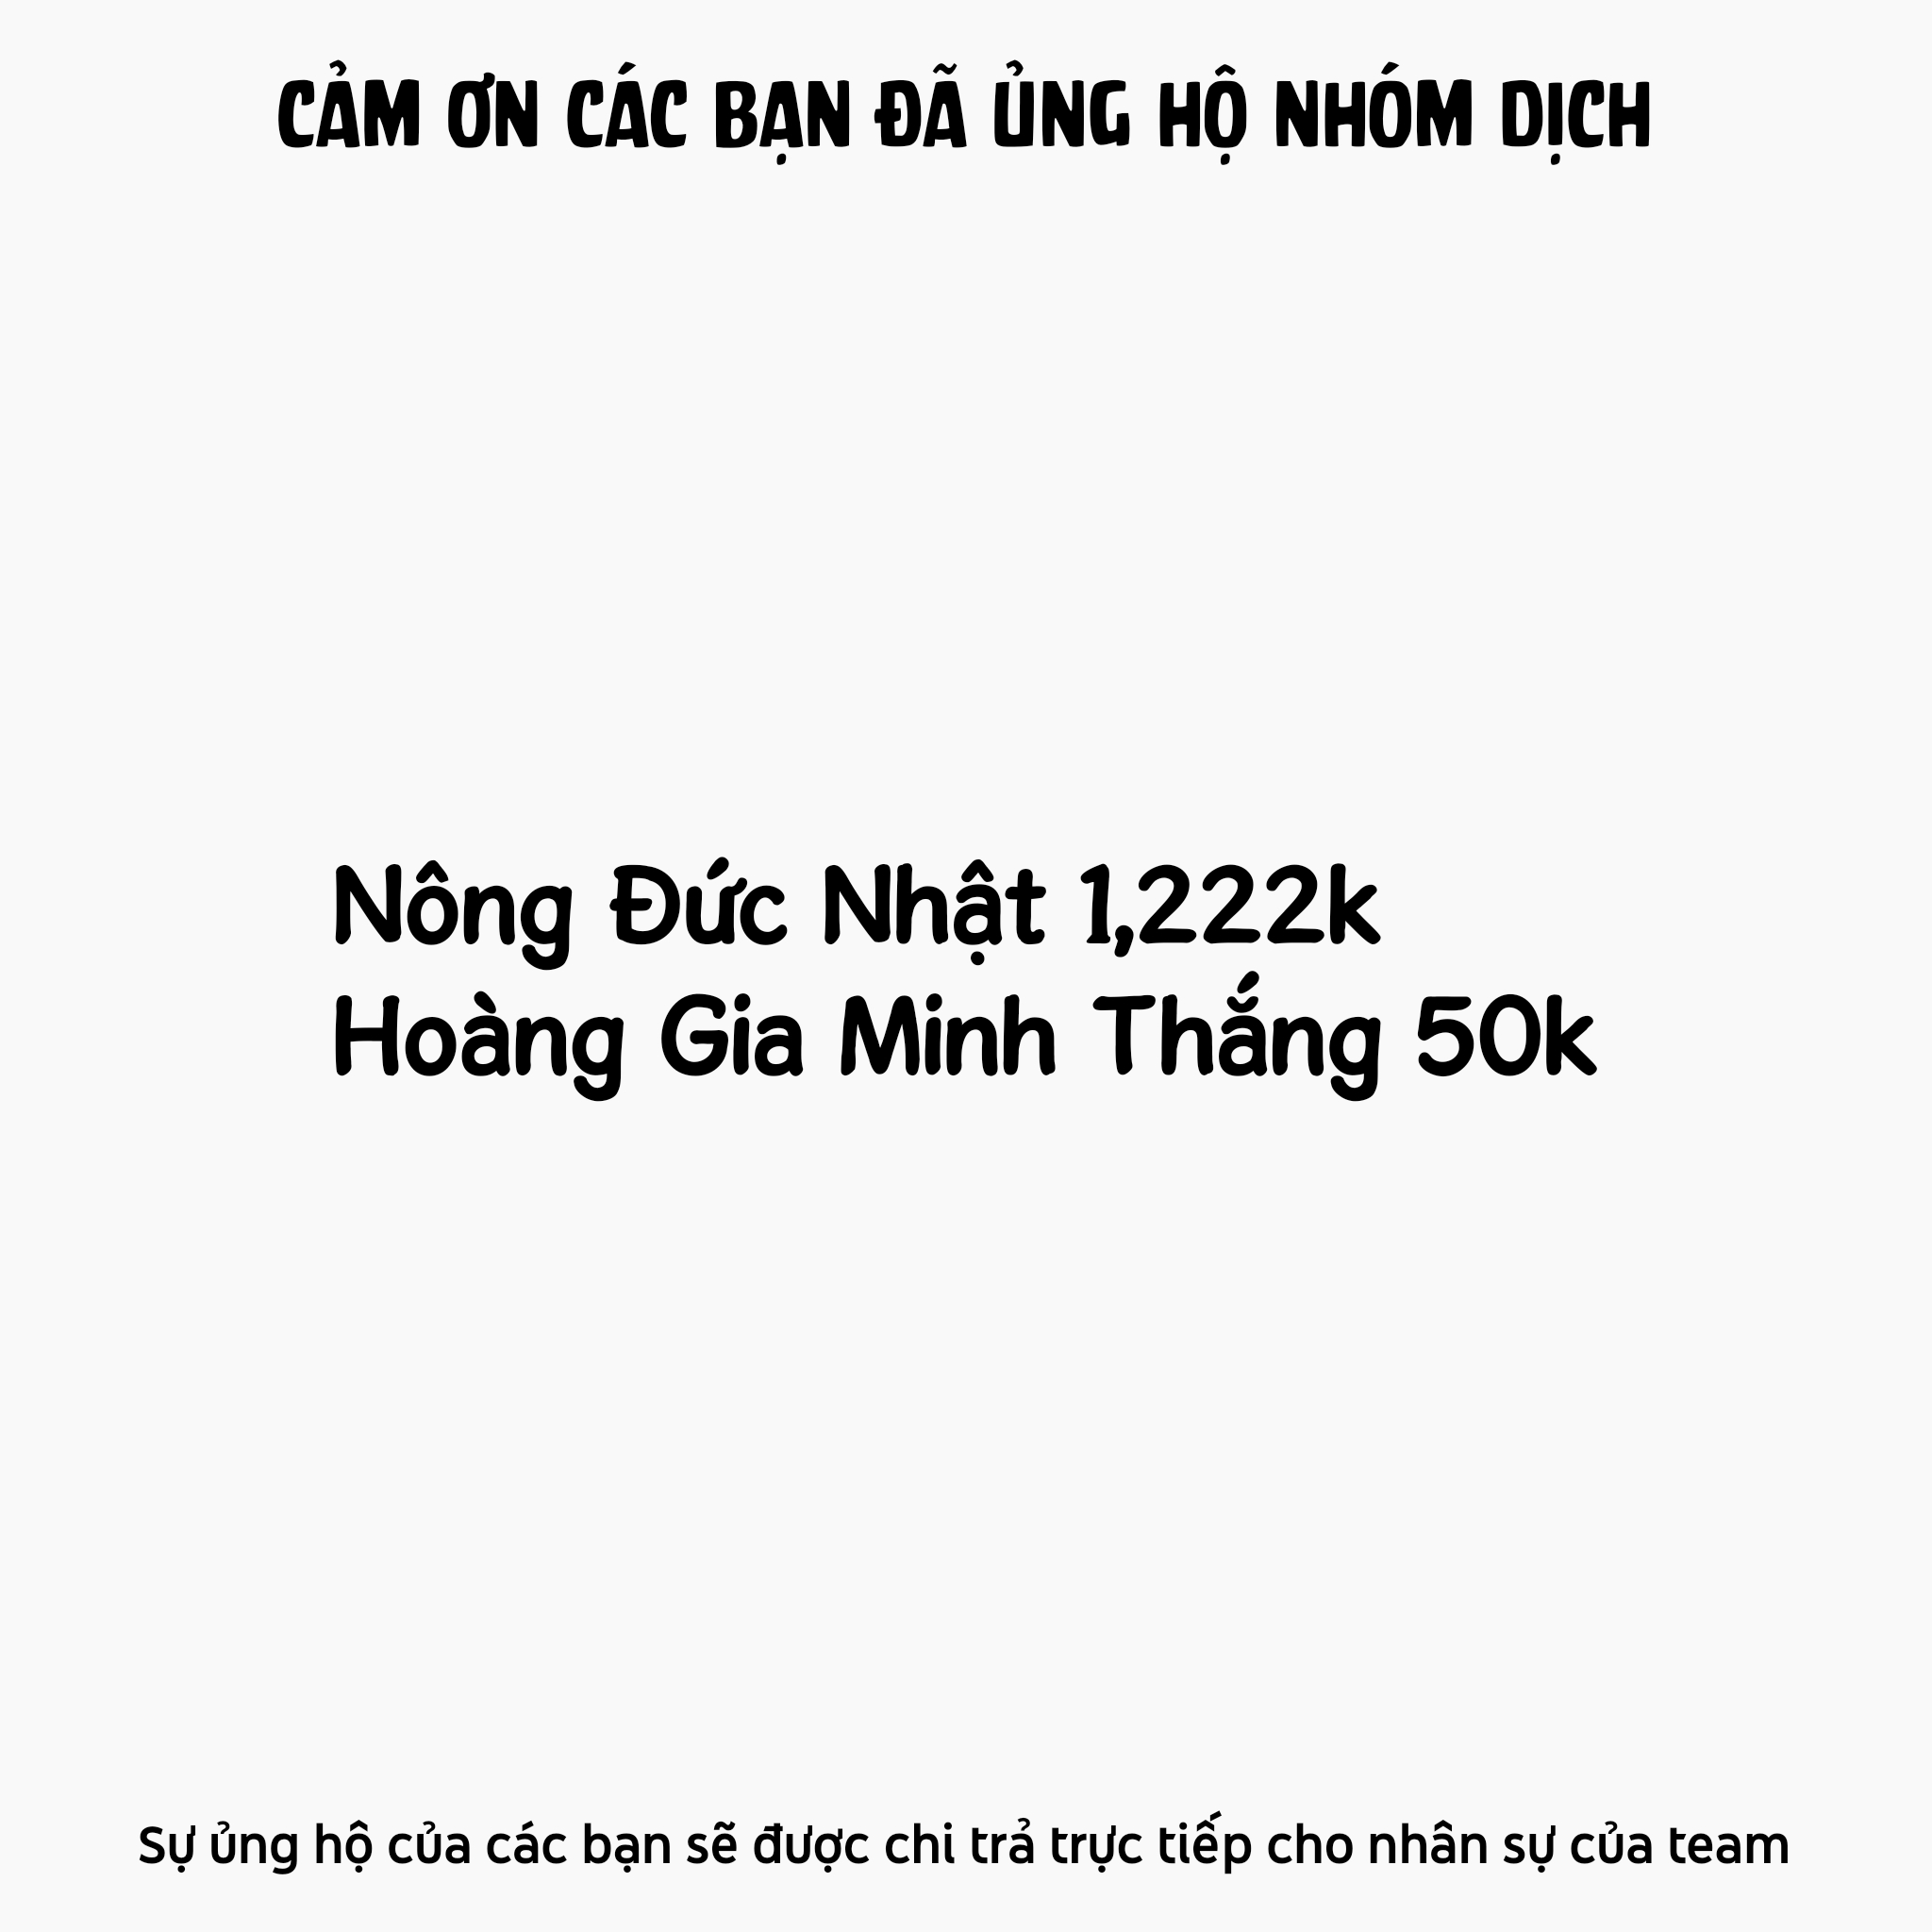 CẢM ƠN CÁC BẠN ĐÃ ỦNG HỘ NHÓM DỊCH
Nông Đức Nhật 1,222k
Hoàng Gia Minh Thắng 50k
Sự ủng hộ của các bạn sẽ được chi trả trực tiếp cho nhân sự của team